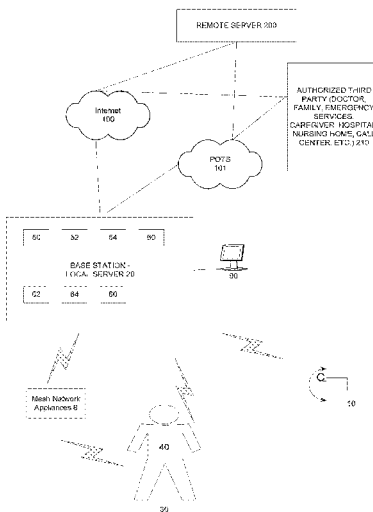 REMOTE SERVER 200
Internet
100
AUTHORIZED THIRD
PARTY (DOCTOR,
FAMILY, EMERGENCY
SERVICES,
CAREGIVER, HOSPITAL,
NURSING HOME, CALL
CENTER, ETC.) 210
POTS
101
50 52 54 60
BASE STATION -
LOCAL SERVER 20
62 64 66
90
Mesh Network
Appliances 8
10
40
30